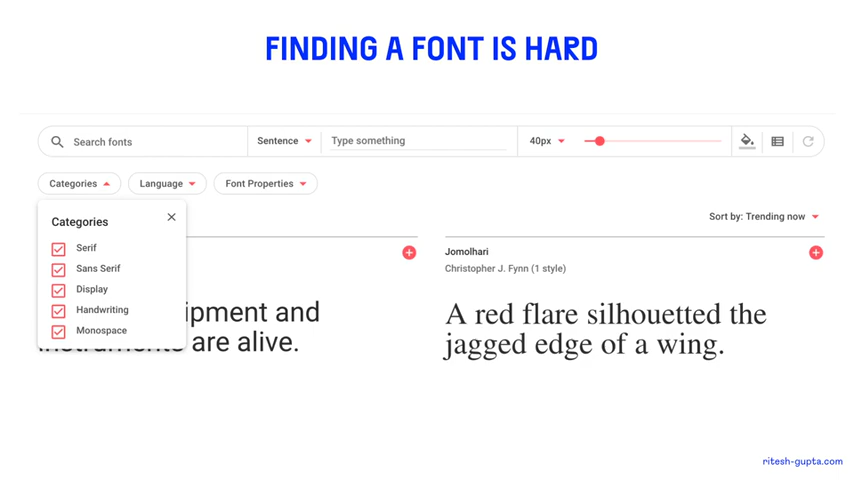 FINDING A FONT IS HARD
Search fonts
Sentence
Type something
40px
Categories
Language
Font Properties
Categories
Serif
Sans Serif
Display
Handwriting
Monospace
Sort by: Trending now
are alive.
Jomolhari
Christopher J. Fynn (1 style)
A red flare silhouetted the
jagged edge of a wing.
ritesh-gupta.com